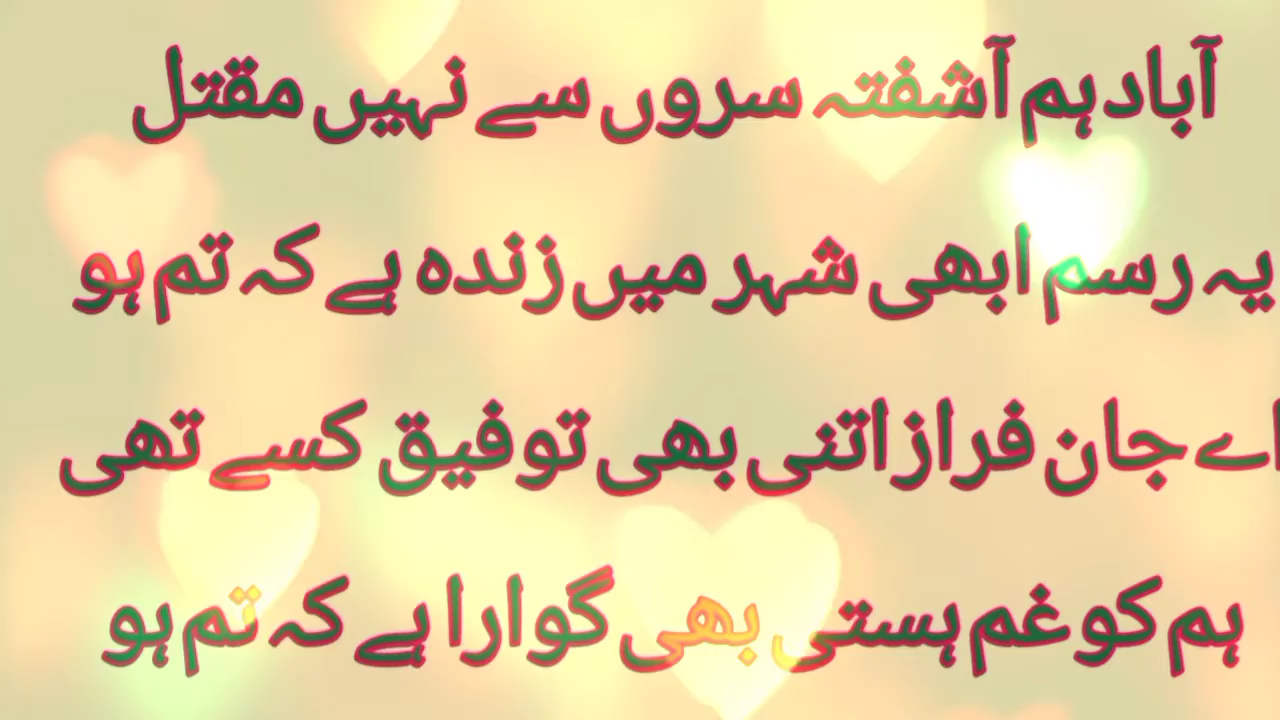 آباد ہم آشفتہ سروں سے نہیں مقتل
یہ رسم ابھی شہر میں زندہ ہے کہ تم ہو
اے جان فراز اتنی بھی توفیق کسے تھی
ہم کو غم ہستی بھی گوارا ہے کہ تم ہو